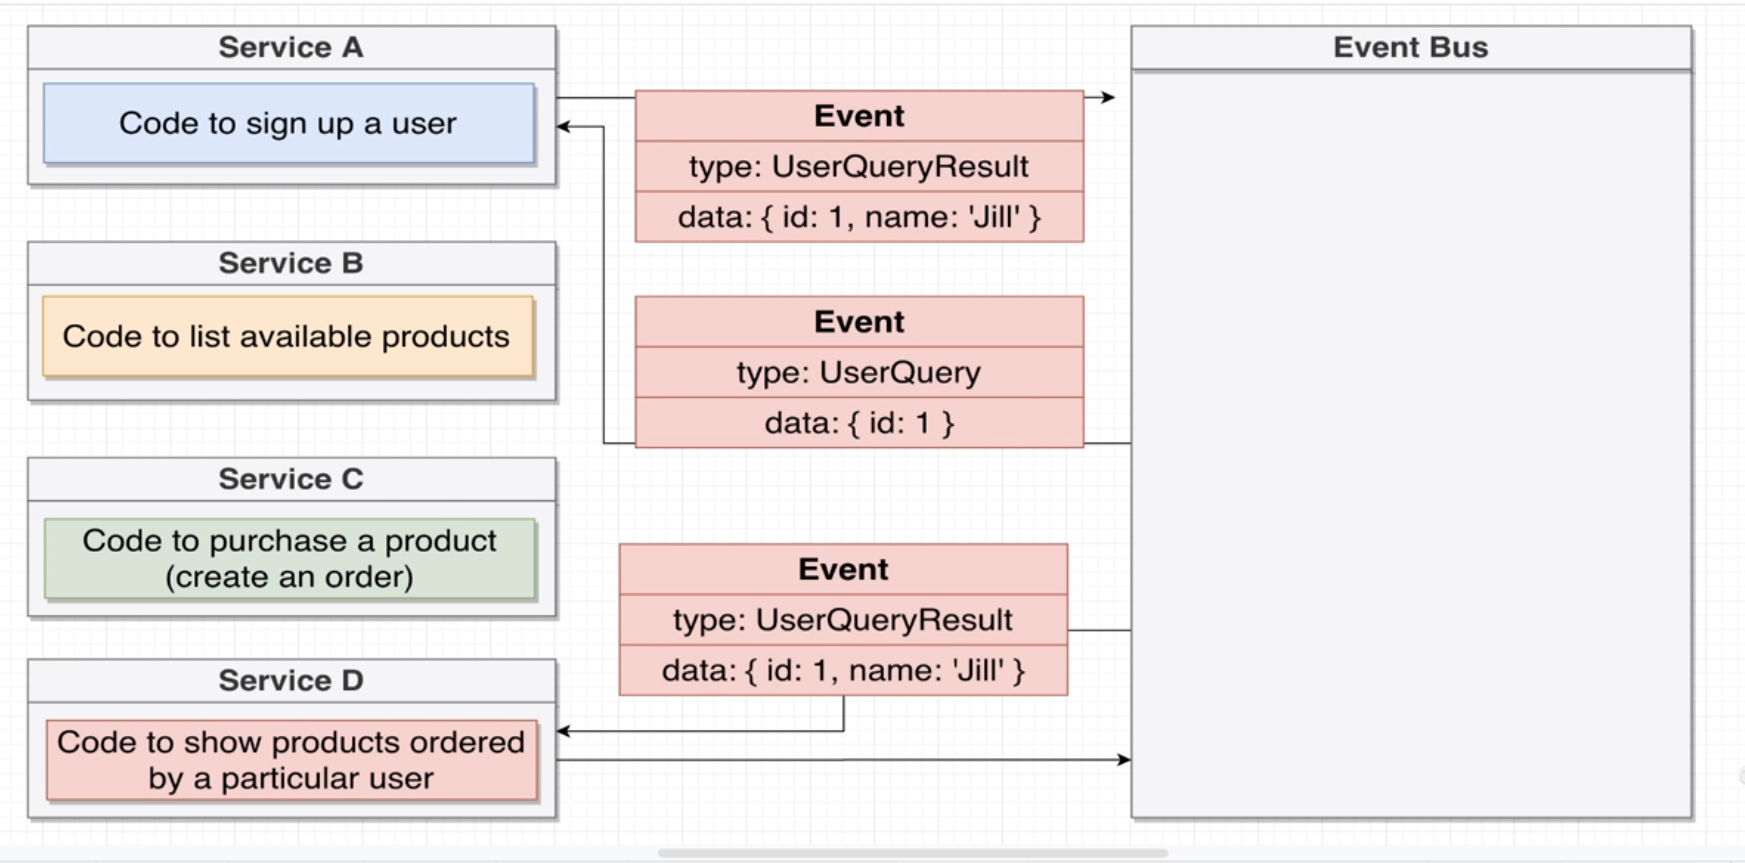 Service A
Code to sign up a user
Service B
Code to list available products
Service C
Code to purchase a product
(create an order)
Service D
Code to show products ordered
by a particular user
Event
type: UserQueryResult
data: { id: 1, name: 'Jill' }
Event
type: UserQuery
data: { id: 1 }
Event
type: UserQueryResult
data: { id: 1, name: 'Jill' }
Event Bus